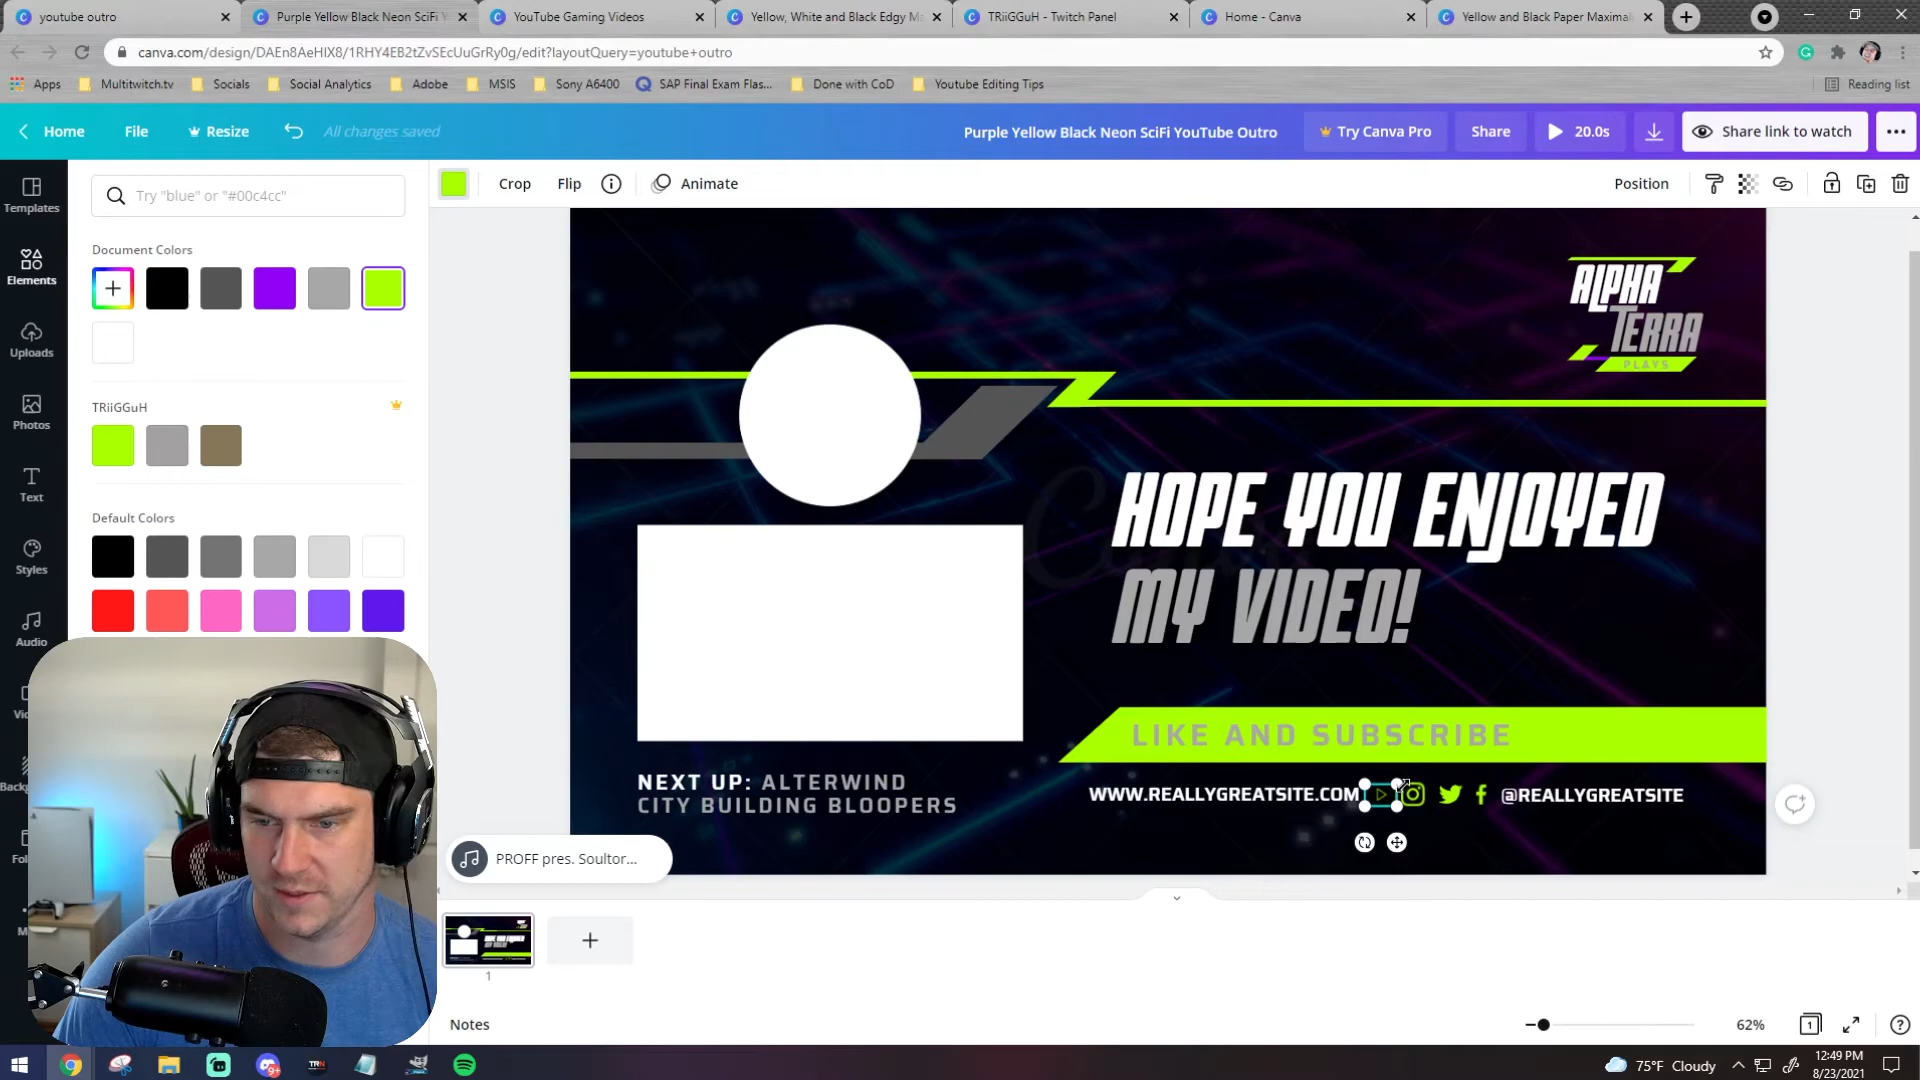 youtube outro
Purple Yellow Black Neon SciFi Y
YouTube Gaming Videos
Yellow, White and Black Edgy Ma
TRiiGGuH - Twitch Panel
Home - Canva
Yellow and Black Paper Maximali
canva.com/design/DAEn8AeHIX8/1RHY4EB2tZvSEcUuGrRy0g/edit?layoutQuery=youtube+outro
Apps
Multitwitch.tv
Socials
Social Analytics
Adobe
MSIS
Sony A6400
SAP Final Exam Flas...
Done with CoD
Youtube Editing Tips
Reading list
Home
File
Resize
All changes saved
Purple Yellow Black Neon SciFi YouTube Outro
Try Canva Pro
Share
20.0s
Share link to watch
Templates
Elements
Uploads
Photos
Text
Styles
Audio
Try "blue" or "#00c4cc"
Document Colors
TRiiGGuH
Default Colors
Crop
Flip
Animate
Position
ALPHA
TERRA
PLAYS
HOPE YOU ENJOYED
MY VIDEO!
LIKE AND SUBSCRIBE
NEXT UP: ALTERWIND
CITY BUILDING BLOOPERS
WWW.REALLYGREATSITE.COM
@REALLYGREATSITE
PROFF pres. Soultor...
1
Notes
62%
1
TRN
9+
75°F Cloudy
12:49 PM
8/23/2021